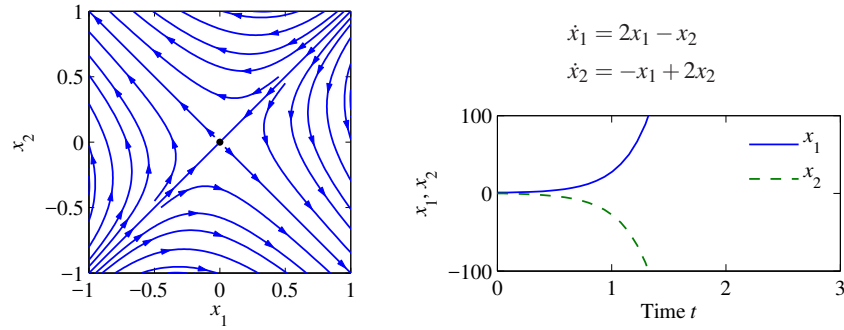 1
0.5
0
−0.5
−1
−1 −0.5 0 0.5 1
x₁
x₂
ẋ₁ = 2x₁ − x₂
ẋ₂ = −x₁ + 2x₂
100
0
−100
0 1 2 3
Time t
x₁, x₂
x₁
x₂